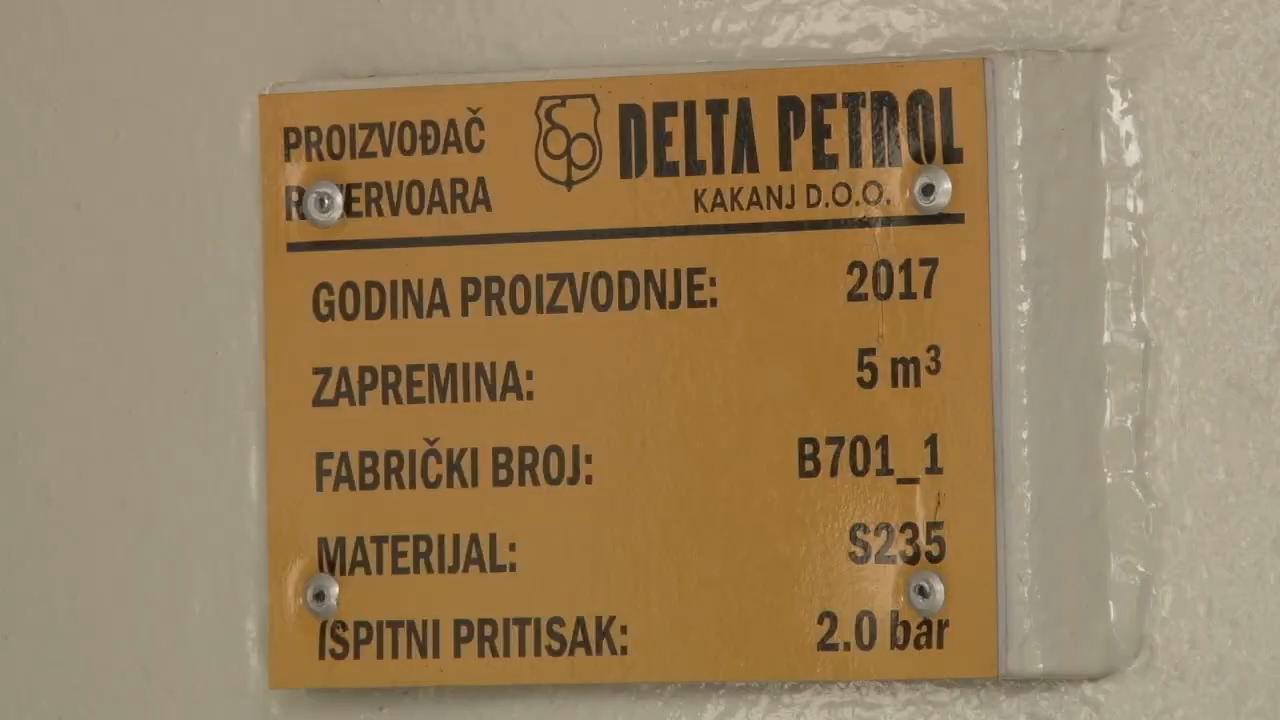 PROIZVOĐAČ
REZERVOARA
DELTA PETROL
KAKANJ D.O.O.
GODINA PROIZVODNJE: 2017
ZAPREMINA: 5 m³
FABRIČKI BROJ: B701_1
MATERIJAL: S235
ISPITNI PRITISAK: 2.0 bar